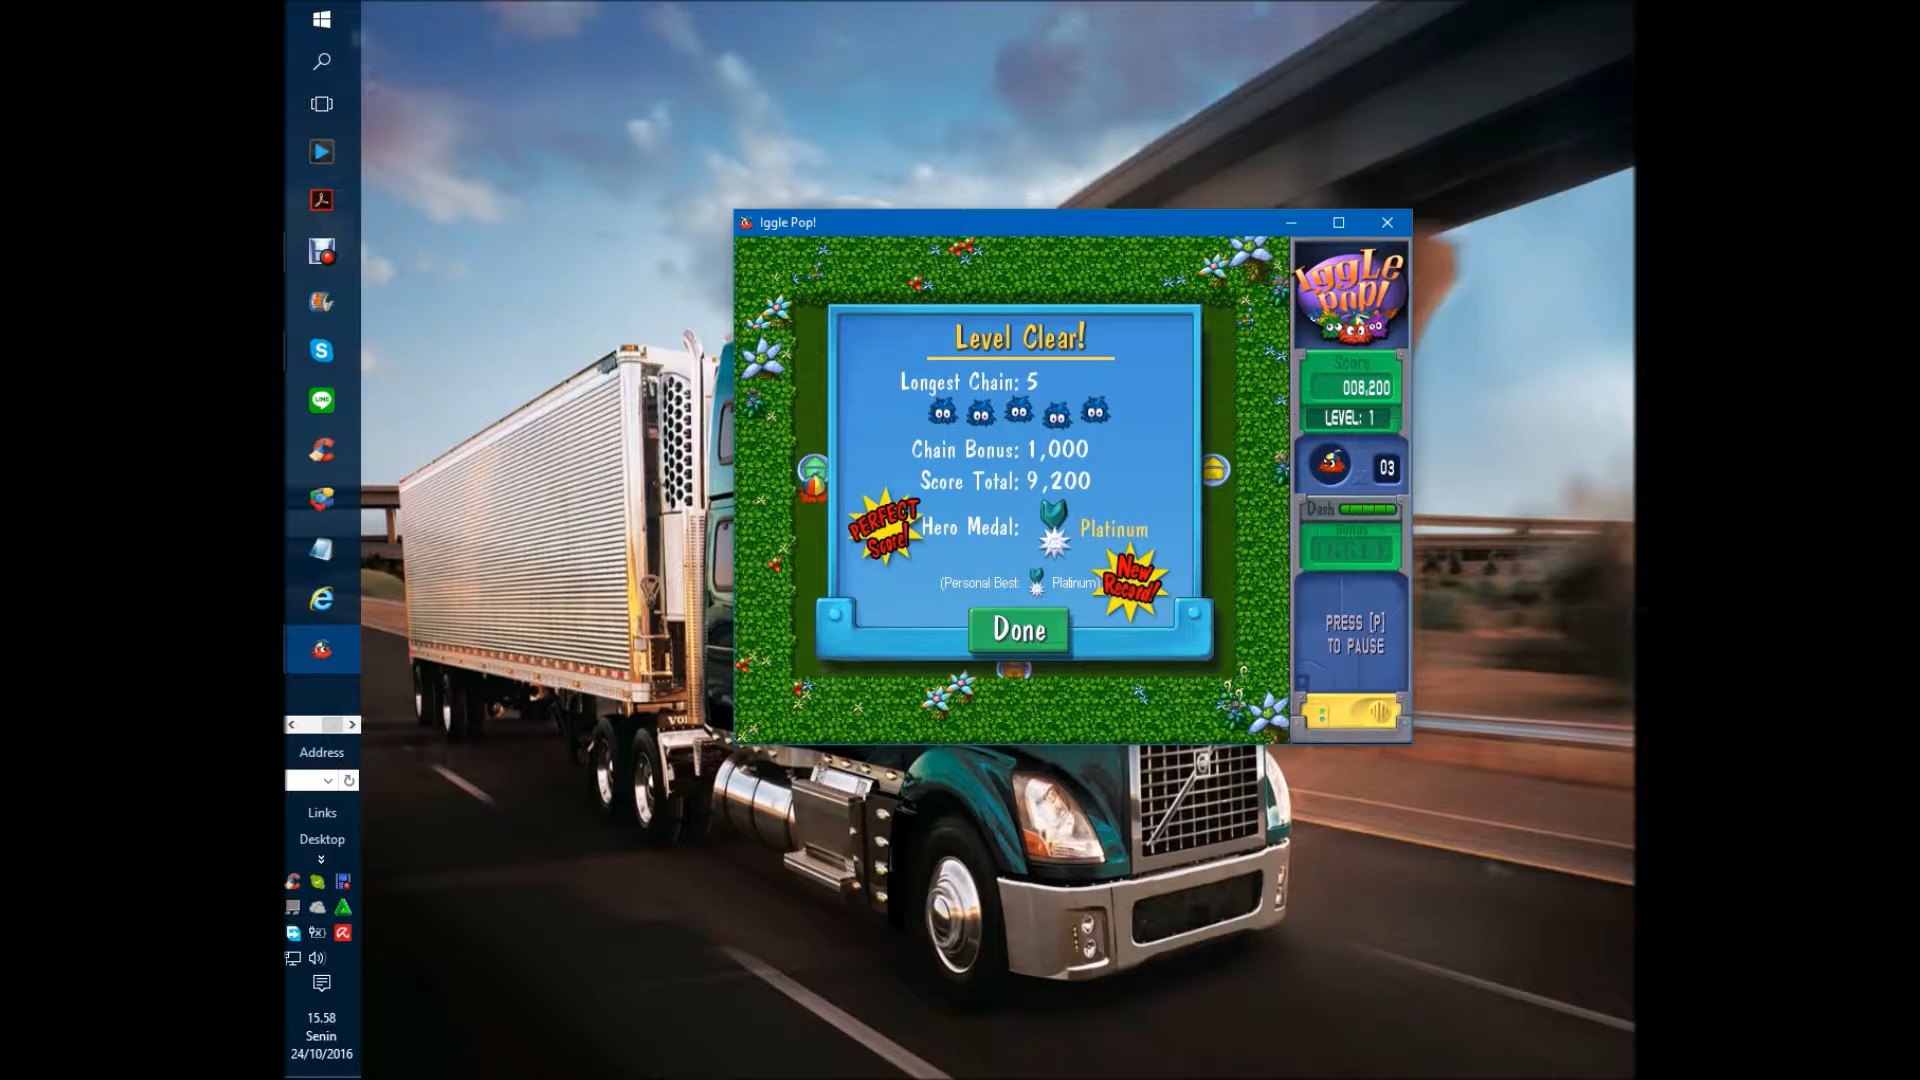 Address
Links
Desktop
15.58
Senin
24/10/2016
Iggle Pop!
Level Clear!
Longest Chain: 5
Chain Bonus: 1,000
Score Total: 9,200
PERFECT
Score!
Hero Medal:
Platinum
(Personal Best:
Platinum)
New
Record!
Done
IggLe
pop!
Score
008,200
LEVEL: 1
03
Dash
Bonus
PRESS [P]
TO PAUSE
LINE